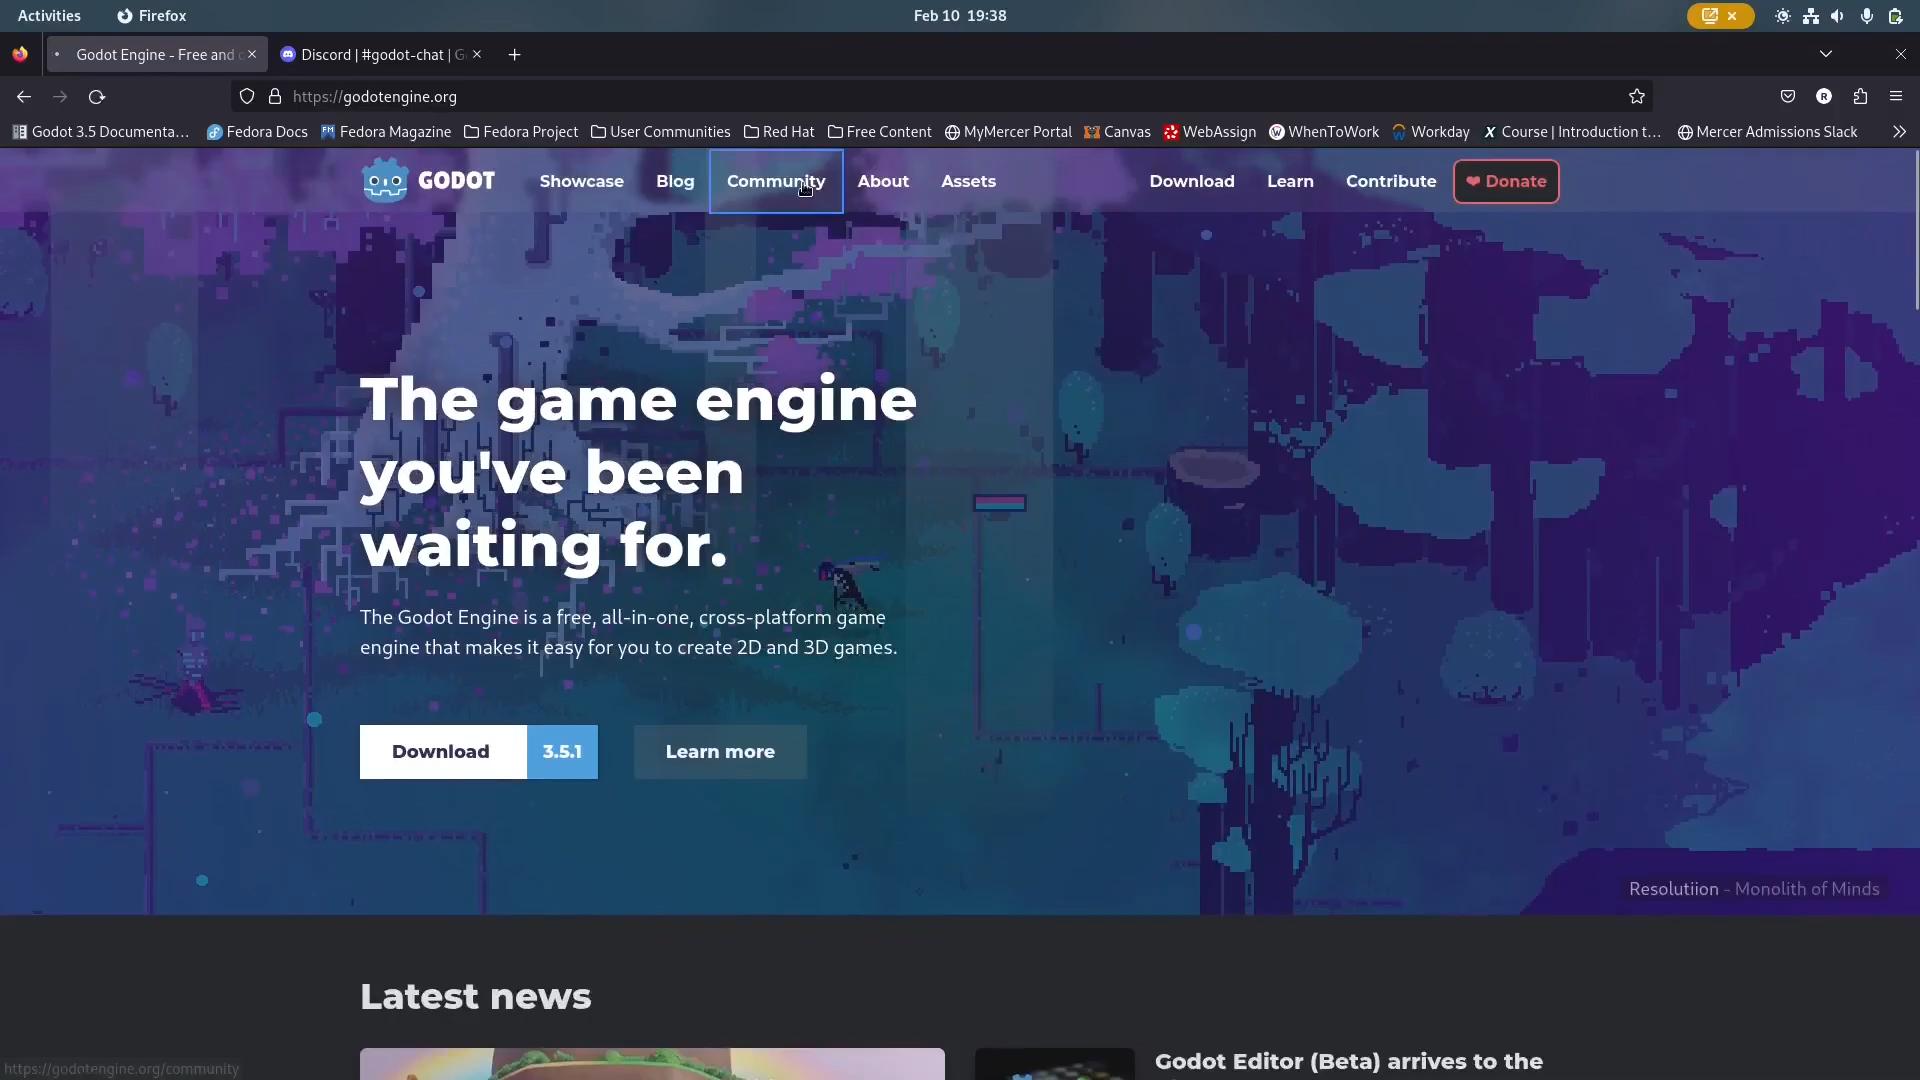 Activities
Firefox
Feb 10 19:38
Godot Engine - Free and
Discord | #godot-chat | G
https://godotengine.org
Godot 3.5 Documenta...
Fedora Docs
Fedora Magazine
Fedora Project
User Communities
Red Hat
Free Content
MyMercer Portal
Canvas
WebAssign
WhenToWork
Workday
Course | Introduction t...
Mercer Admissions Slack
GODOT
Showcase
Blog
Community
About
Assets
Download
Learn
Contribute
Donate
The game engine
you've been
waiting for.
The Godot Engine is a free, all-in-one, cross-platform game
engine that makes it easy for you to create 2D and 3D games.
Download 3.5.1
Learn more
Resolutiion - Monolith of Minds
Latest news
Godot Editor (Beta) arrives to the
https://godotengine.org/community